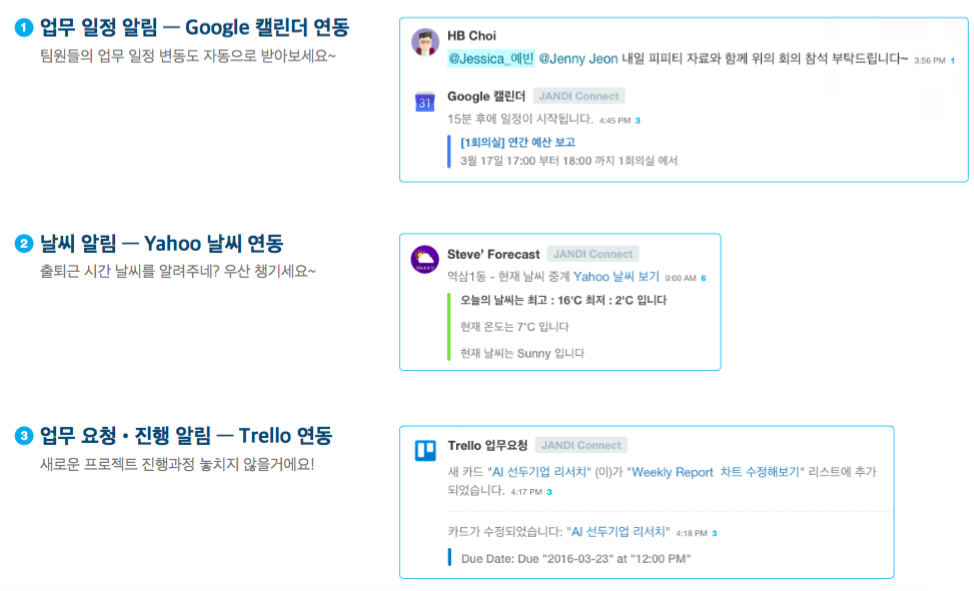 1 업무 일정 알림 — Google 캘린더 연동
팀원들의 업무 일정 변동도 자동으로 받아보세요~
HB Choi
@Jessica_예빈 @Jenny Jeon 내일 피피티 자료와 함께 위의 회의 참석 부탁드립니다~ 3:56 PM 1
31 Google 캘린더 JANDI Connect
15분 후에 일정이 시작됩니다. 4:45 PM 3
[1회의실] 연간 예산 보고
3월 17일 17:00 부터 18:00 까지 1회의실 에서
2 날씨 알림 — Yahoo 날씨 연동
출퇴근 시간 날씨를 알려주네? 우산 챙기세요~
Steve' Forecast JANDI Connect
YAHOO!
역삼1동 - 현재 날씨 중계 Yahoo 날씨 보기 9:00 AM 6
오늘의 날씨는 최고 : 16°C 최저 : 2°C 입니다
현재 온도는 7°C 입니다
현재 날씨는 Sunny 입니다
3 업무 요청 • 진행 알림 — Trello 연동
새로운 프로젝트 진행과정 놓치지 않을거에요!
Trello 업무요청 JANDI Connect
새 카드 "AI 선두기업 리서치" (이)가 "Weekly Report 차트 수정해보기" 리스트에 추가
되었습니다. 4:17 PM 3
카드가 수정되었습니다: "AI 선두기업 리서치" 4:18 PM 3
Due Date: Due "2016-03-23" at "12:00 PM"